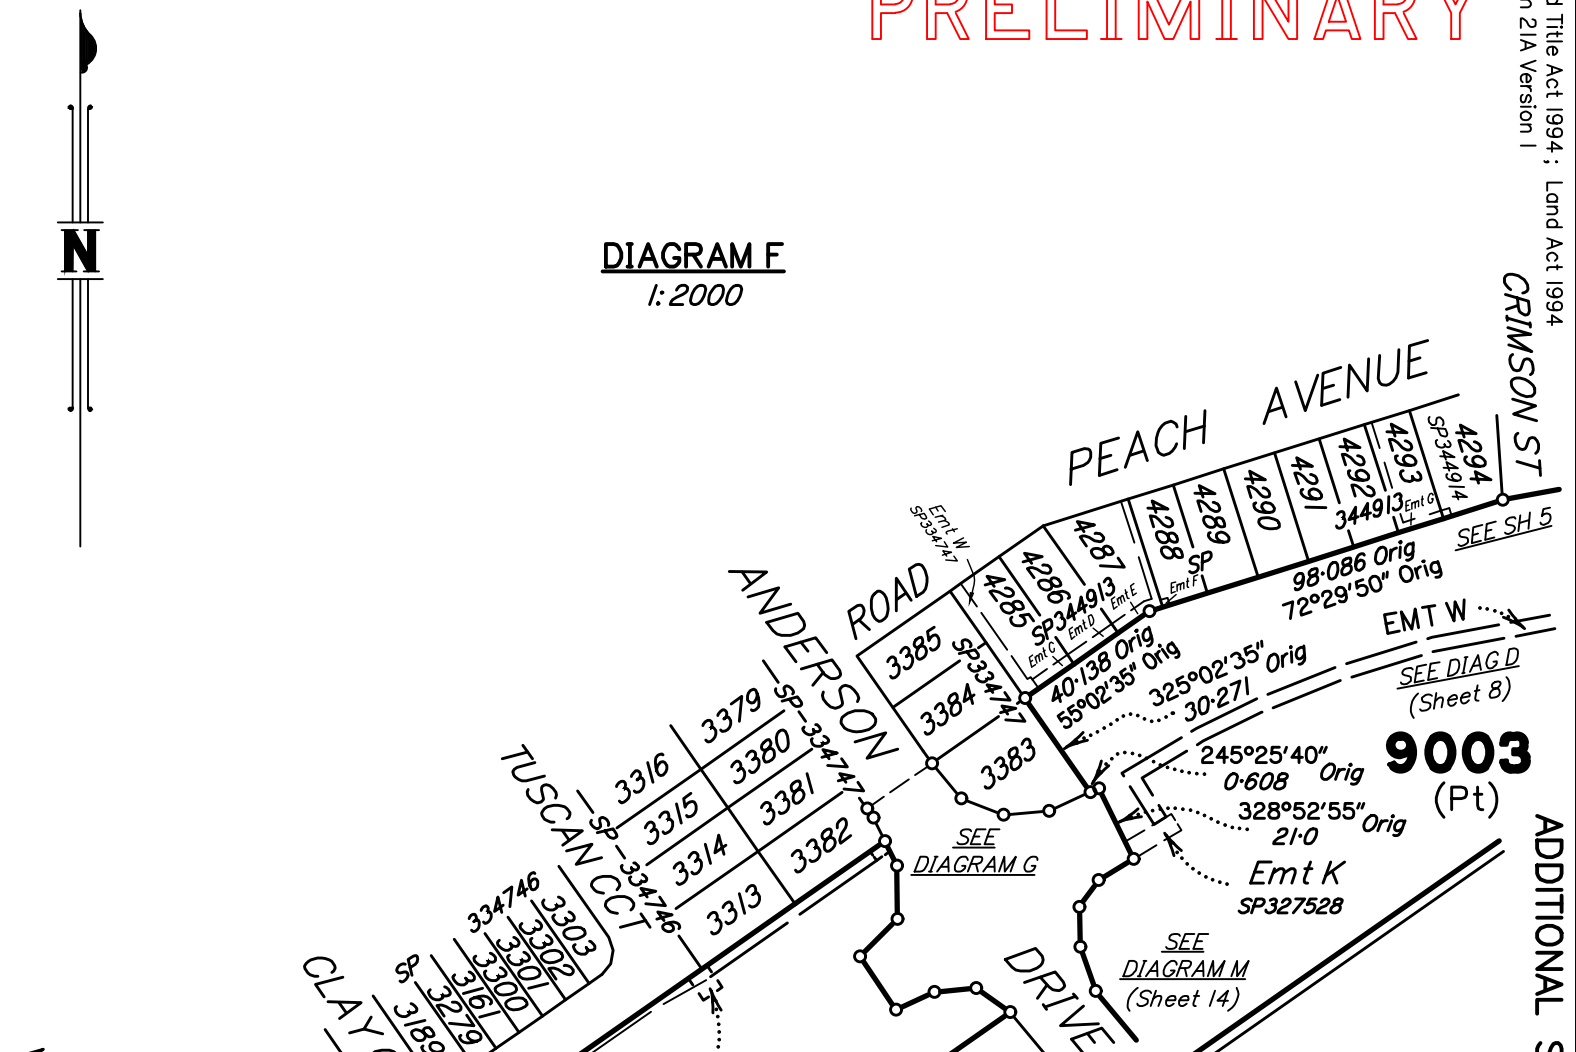 PRELIMINARY
d Title Act 1994; Land Act 1994
n 21A Version 1
N
DIAGRAM F
1:2000
CRIMSON ST
PEACH AVENUE
4294
SP344914
4293
4292
4291
4290
4289
4288
4287
4286
4285
344913
Emt G
SP
Emt F
SP344913
Emt E
Emt D
Emt C
Emt W
SP334747
SEE SH 5
98·086 Orig
72°29'50" Orig
EMT W
SEE DIAG D
(Sheet 8)
40·138 Orig
55°02'35" Orig
325°02'35"
30·271 Orig
ROAD
ANDERSON
3385
3384
3383
SP334747
9003
(Pt)
245°25'40"
0·608 Orig
328°52'55"
21·0 Orig
Emt K
SP327528
SEE
DIAGRAM G
SEE
DIAGRAM M
(Sheet 14)
DRIVE
3379
3380
3381
3382
SP-334747
3316
3315
3314
3313
SP-334746
TUSCAN CCT
334746
3303
3302
3301
3300
3161
3279
3189
SP
CLAY
ADDITIONAL S